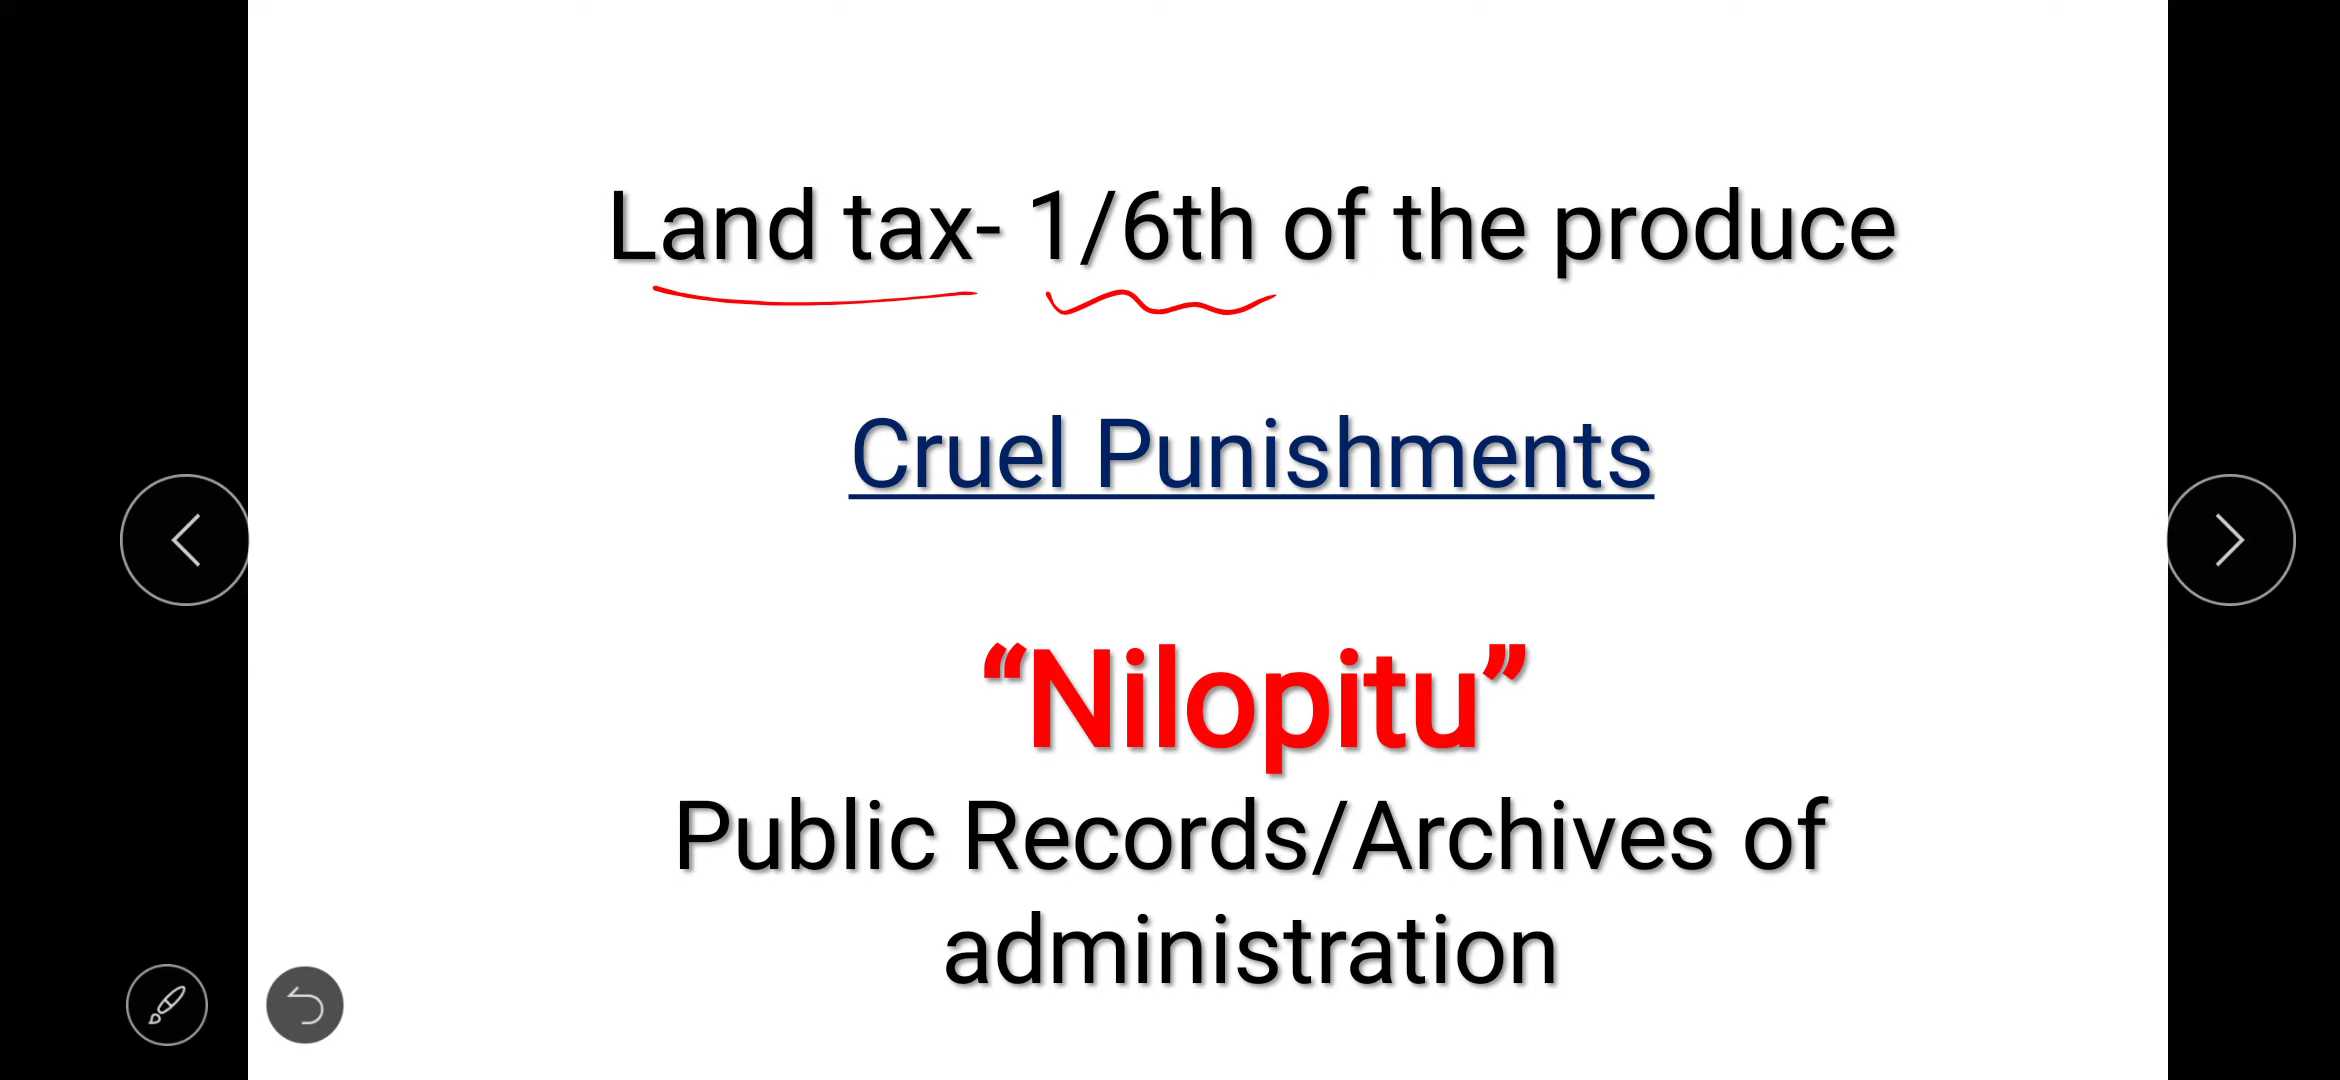 Land tax- 1/6th of the produce
Cruel Punishments
“Nilopitu”
Public Records/Archives of
administration